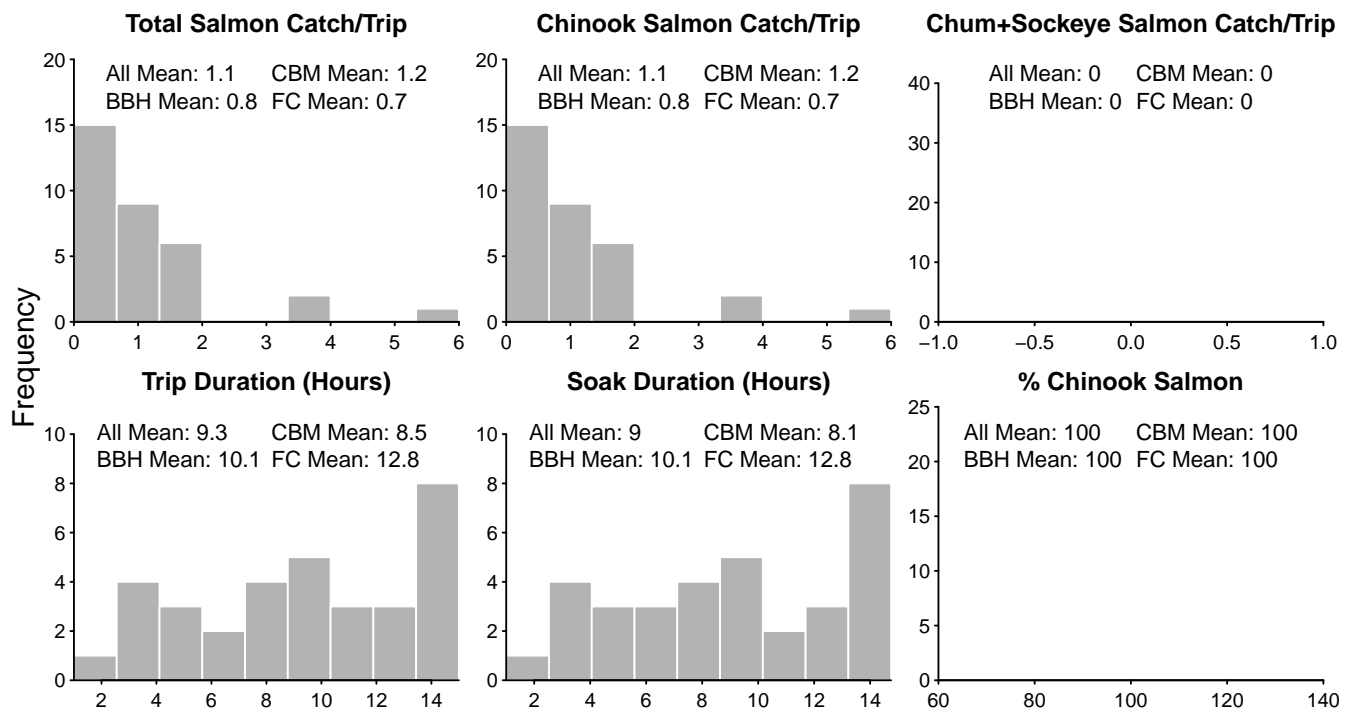 Frequency
Total Salmon Catch/Trip
All Mean: 1.1 CBM Mean: 1.2
BBH Mean: 0.8 FC Mean: 0.7
20
15
10
5
0
0 1 2 3 4 5 6
Chinook Salmon Catch/Trip
All Mean: 1.1 CBM Mean: 1.2
BBH Mean: 0.8 FC Mean: 0.7
20
15
10
5
0
0 1 2 3 4 5 6
Chum+Sockeye Salmon Catch/Trip
All Mean: 0 CBM Mean: 0
BBH Mean: 0 FC Mean: 0
40
30
20
10
0
−1.0 −0.5 0.0 0.5 1.0
Trip Duration (Hours)
All Mean: 9.3 CBM Mean: 8.5
BBH Mean: 10.1 FC Mean: 12.8
10
8
6
4
2
0
2 4 6 8 10 12 14
Soak Duration (Hours)
All Mean: 9 CBM Mean: 8.1
BBH Mean: 10.1 FC Mean: 12.8
10
8
6
4
2
0
2 4 6 8 10 12 14
% Chinook Salmon
All Mean: 100 CBM Mean: 100
BBH Mean: 100 FC Mean: 100
25
20
15
10
5
0
60 80 100 120 140